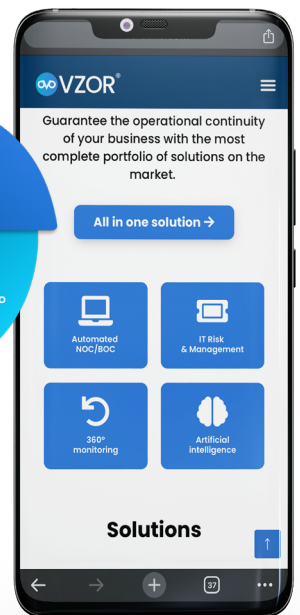 VZOR®
Guarantee the operational continuity
of your business with the most
complete portfolio of solutions on the
market.
All in one solution →
Automated
NOC/BOC
IT Risk
& Management
360°
monitoring
Artificial
intelligence
Solutions
↑
37